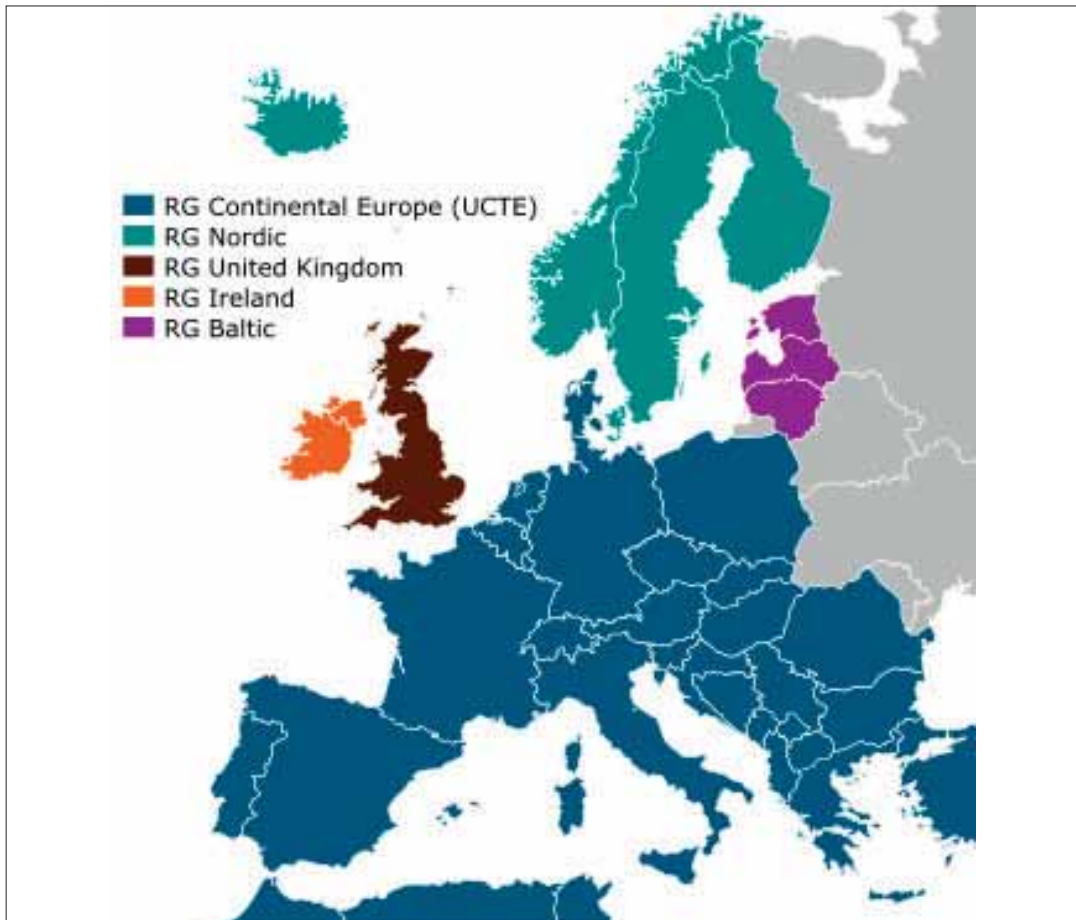 RG Continental Europe (UCTE)
RG Nordic
RG United Kingdom
RG Ireland
RG Baltic